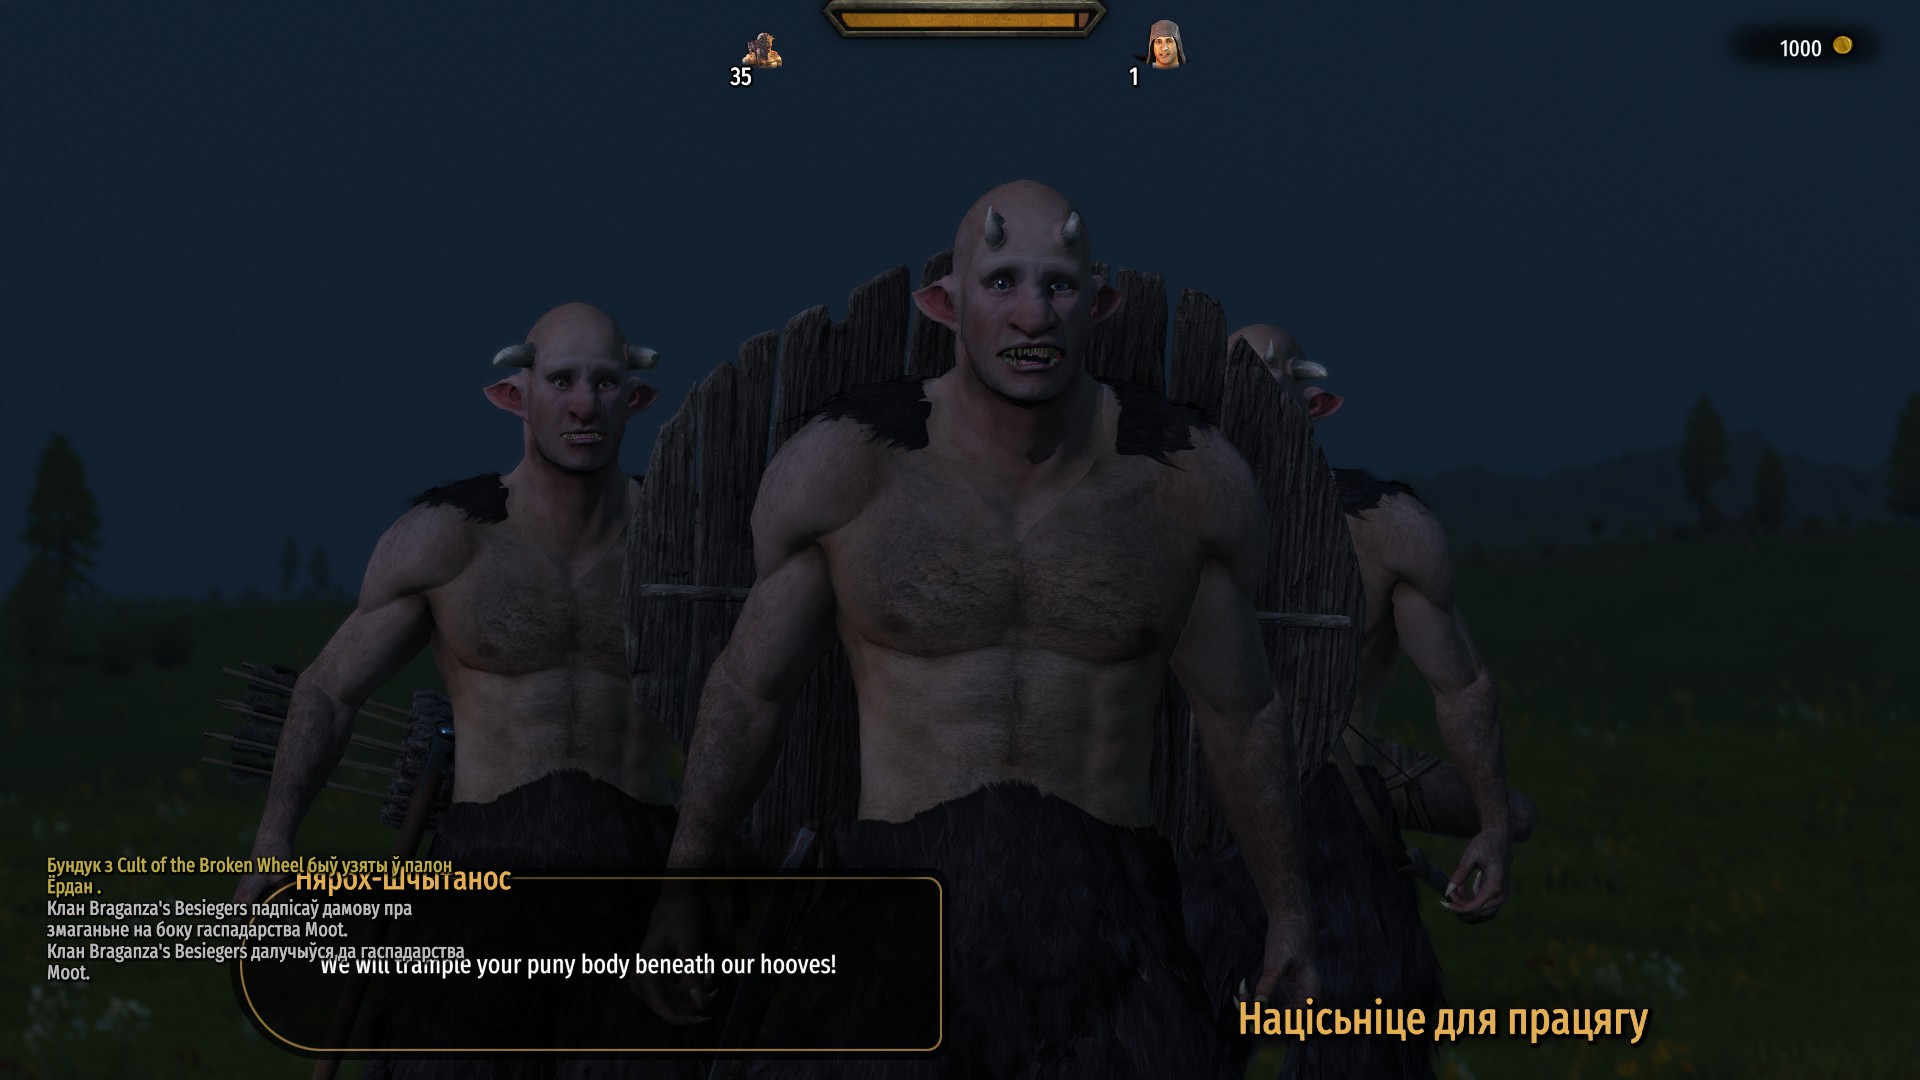 35
1
1000
Бундук з Cult of the Broken Wheel быў узяты ў палон
Ёрдан .
Нярох-Шчытанос
Клан Braganza's Besiegers падпісаў дамову пра
змаганьне на боку гаспадарства Moot.
Клан Braganza's Besiegers далучыўся да гаспадарства
Moot.
We will trample your puny body beneath our hooves!
Націсьніце для працягу